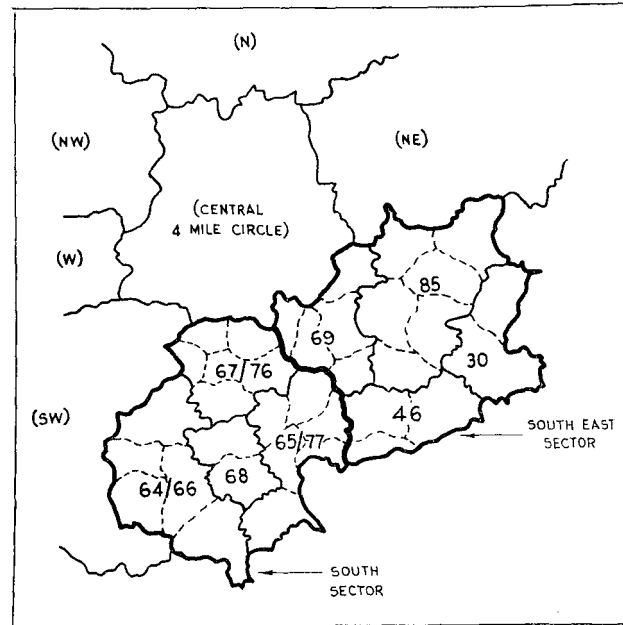 (N)
(NW)
(NE)
(CENTRAL
4 MILE CIRCLE)
(W)
85
69
30
67/76
(SW)
46
65/77
SOUTH EAST
SECTOR
64/66
68
SOUTH
SECTOR